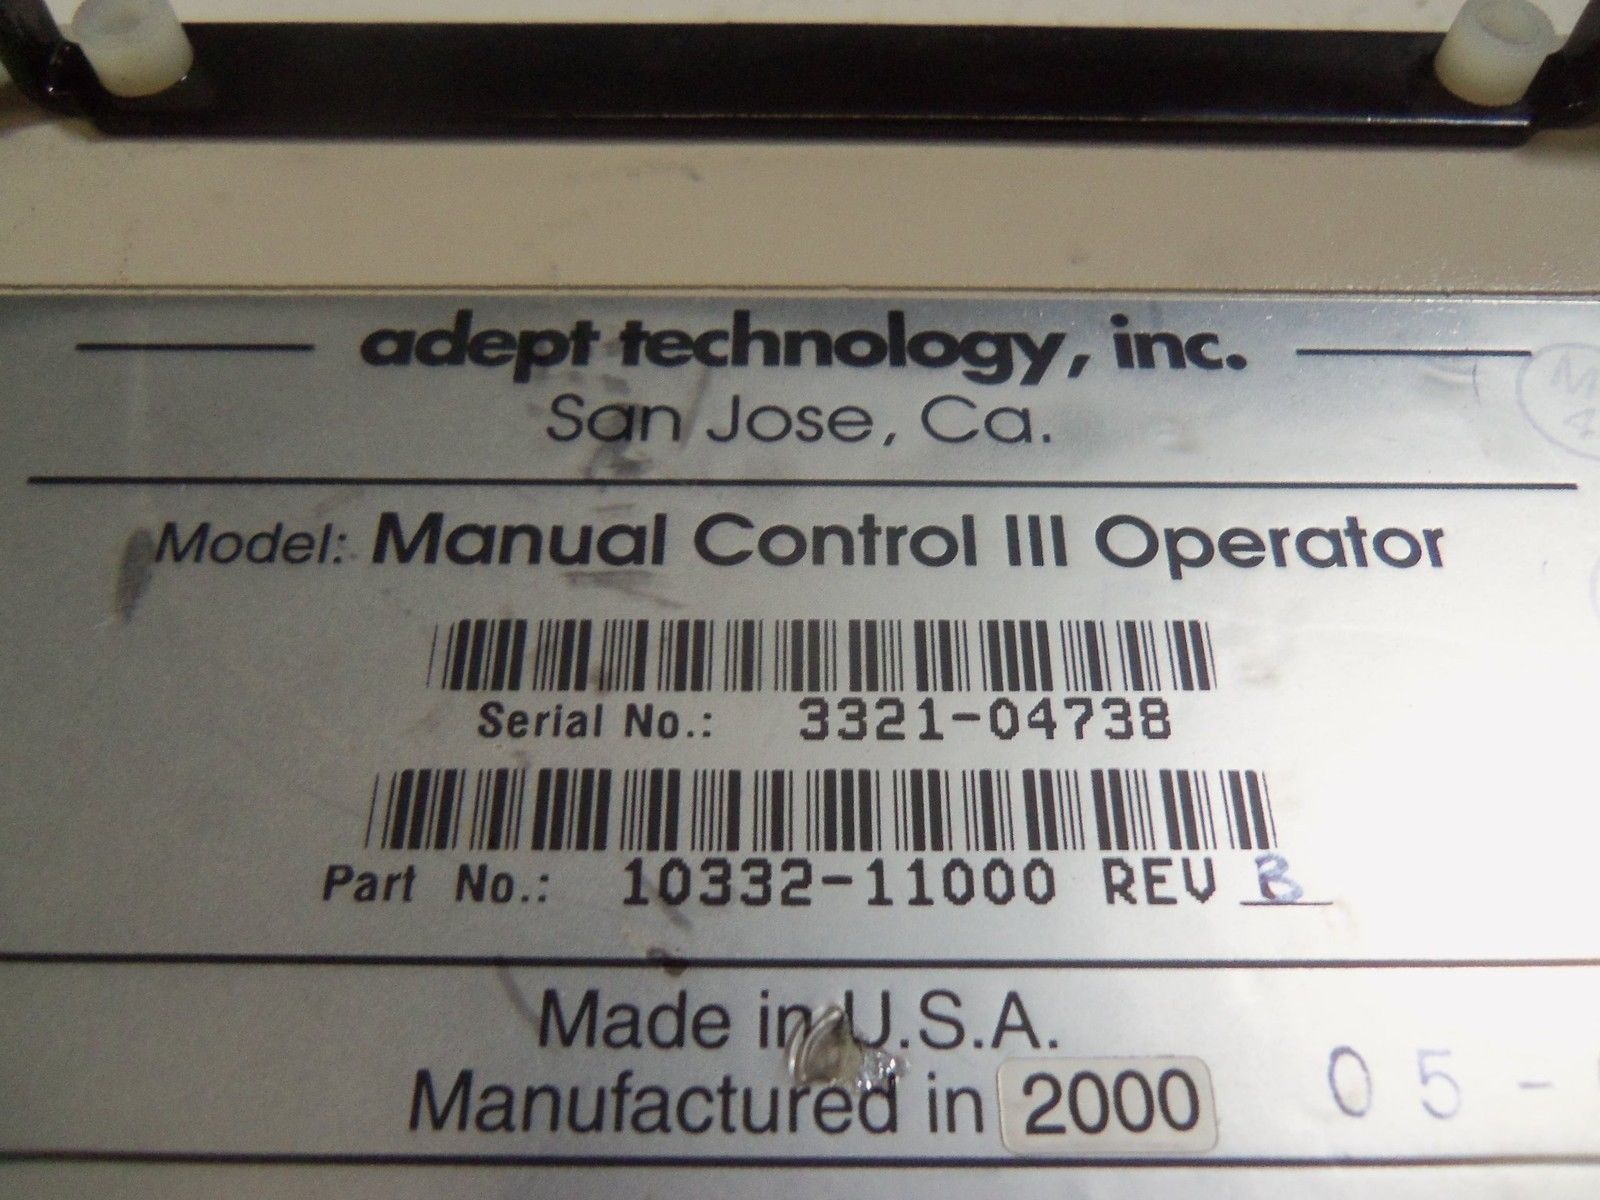 adept technology, inc.
San Jose, Ca.
Model: Manual Control III Operator
Serial No.: 3321-04738
Part No.: 10332-11000 REV B
Made in U.S.A.
Manufactured in 2000
05-